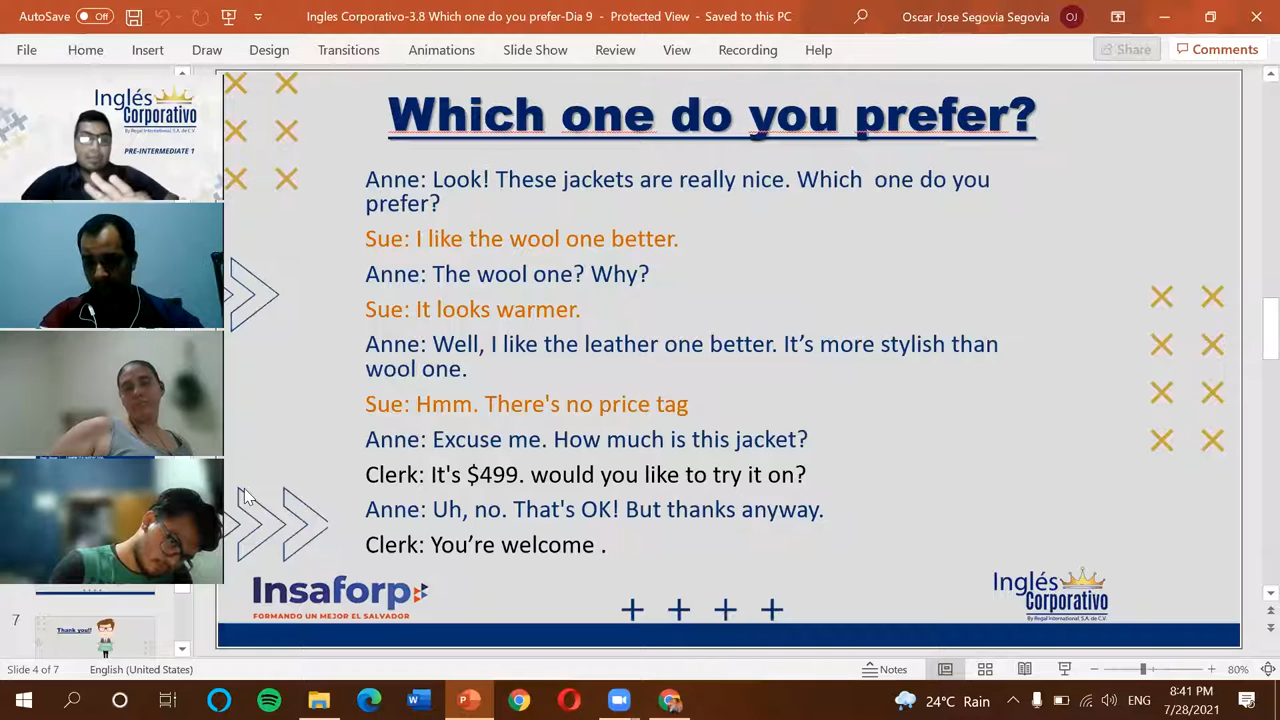 AutoSave Off
Ingles Corporativo-3.8 Which one do you prefer-Dia 9 - Protected View - Saved to this PC
Oscar Jose Segovia Segovia OJ
File Home Insert Draw Design Transitions Animations Slide Show Review View Recording Help Share Comments
Inglés
Corporativo
By Regal International, S.A. de C.V.
PRE-INTERMEDIATE 1
Which one do you prefer?
Anne: Look! These jackets are really nice. Which one do you
prefer?
Sue: I like the wool one better.
Anne: The wool one? Why?
Sue: It looks warmer.
Anne: Well, I like the leather one better. It’s more stylish than
wool one.
Sue: Hmm. There's no price tag
Anne: Excuse me. How much is this jacket?
Clerk: It's $499. would you like to try it on?
Anne: Uh, no. That's OK! But thanks anyway.
Clerk: You’re welcome .
Insaforp
FORMANDO UN MEJOR EL SALVADOR
Inglés
Corporativo
By Regal International, S.A. de C.V.
7
Thank you!!
Slide 4 of 7 English (United States)
Notes
80%
24°C Rain
ENG
8:41 PM
7/28/2021